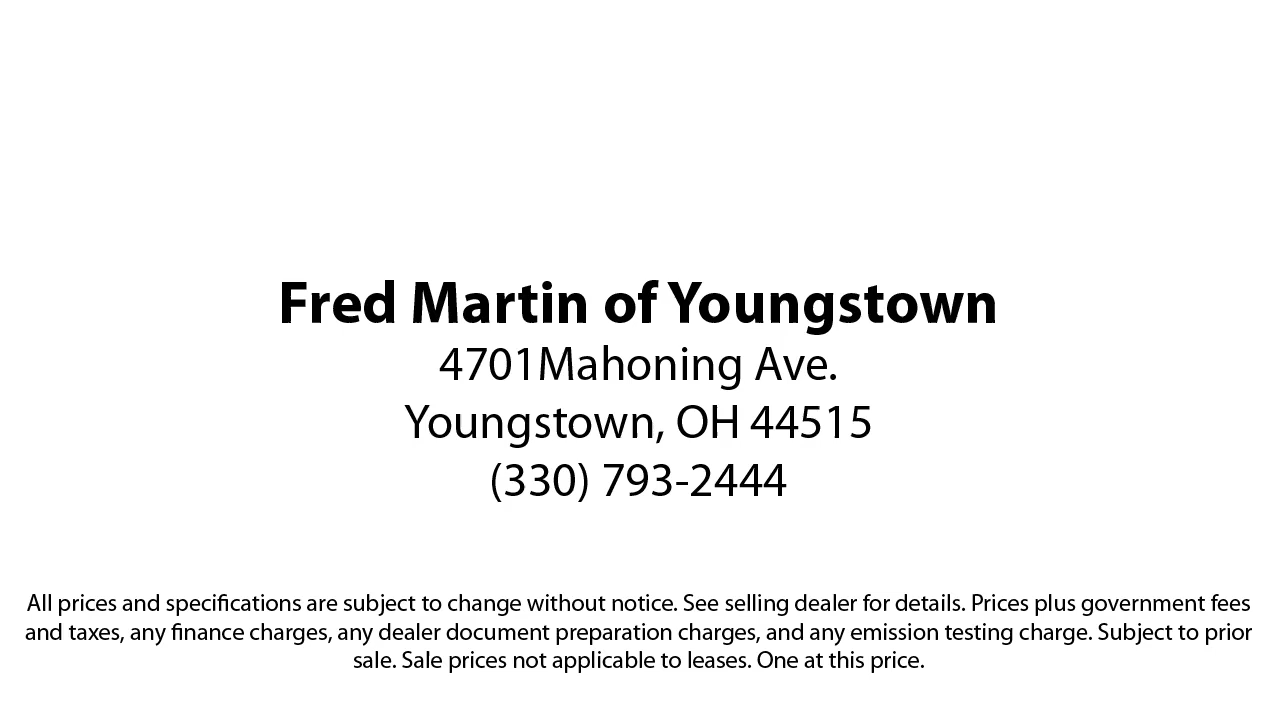 Fred Martin of Youngstown
4701Mahoning Ave.
Youngstown, OH 44515
(330) 793-2444
All prices and specifications are subject to change without notice. See selling dealer for details. Prices plus government fees
and taxes, any finance charges, any dealer document preparation charges, and any emission testing charge. Subject to prior
sale. Sale prices not applicable to leases. One at this price.